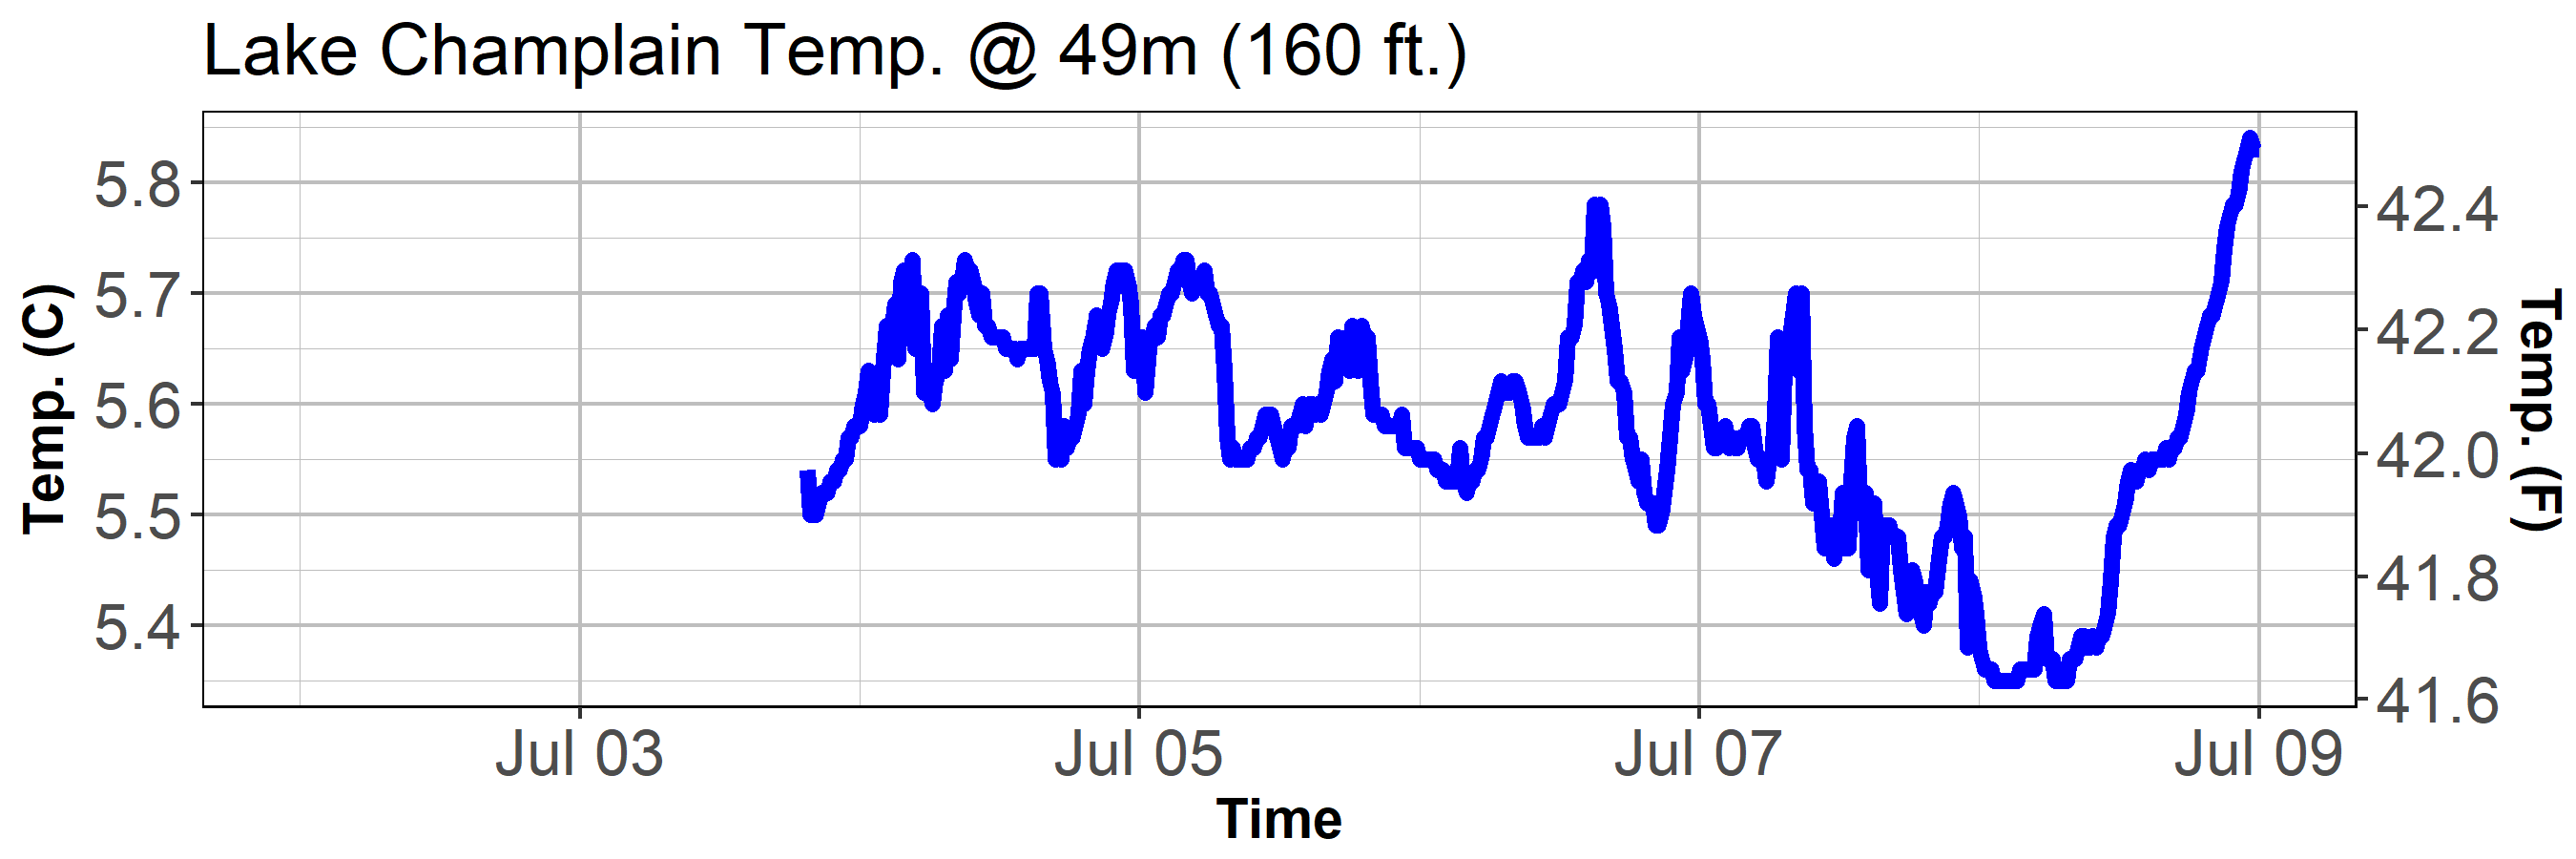 Lake Champlain Temp. @ 49m (160 ft.)
Temp. (C)
5.8
5.7
5.6
5.5
5.4
42.4
42.2
42.0
41.8
41.6
Temp. (F)
Jul 03
Jul 05
Jul 07
Jul 09
Time